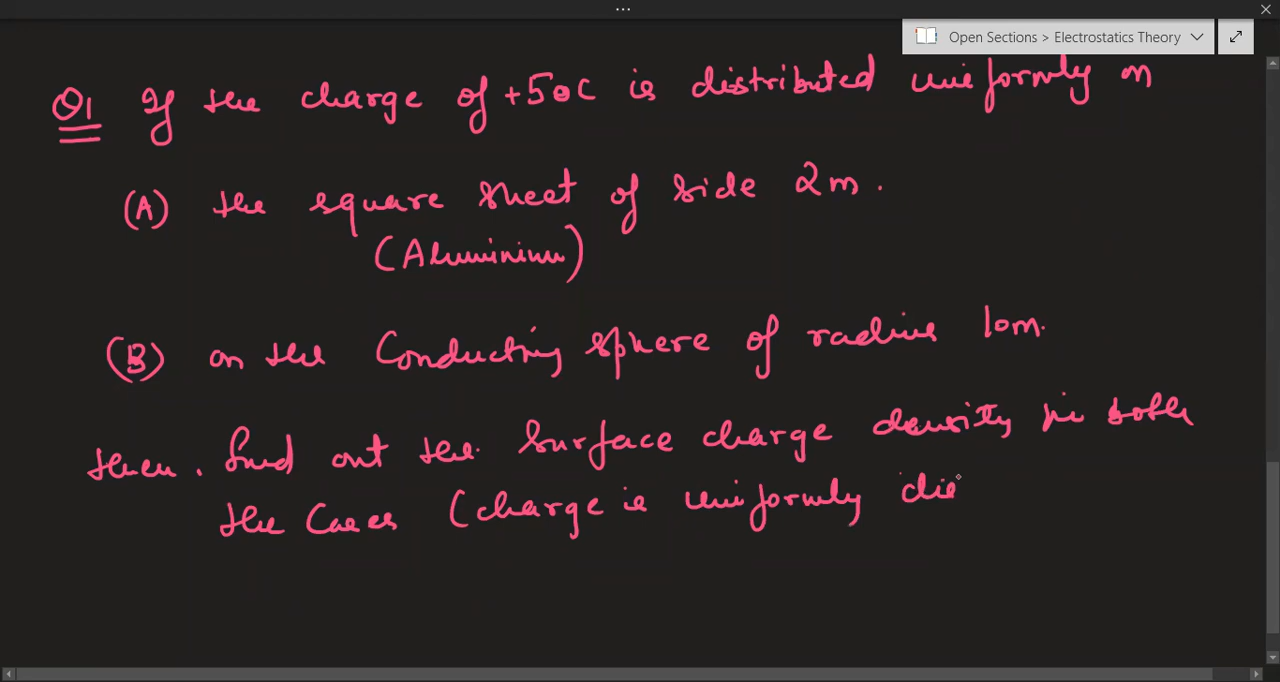 Open Sections > Electrostatics Theory
Q1 If the charge of +50C is distributed uniformly on
(A) the square sheet of side 2m.
(Aluminium)
(B) on the Conducting sphere of radius 10m.
then. find out the surface charge density in both
the cases (charge is uniformly dis